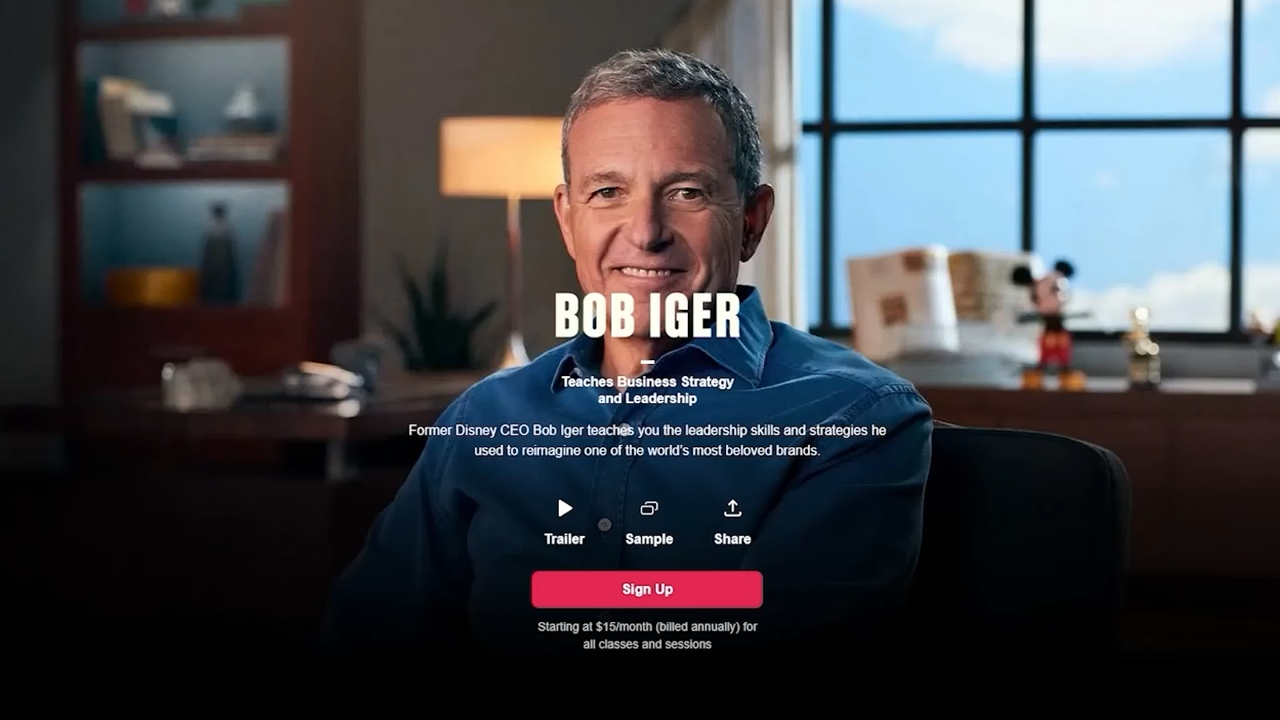 BOB IGER
Teaches Business Strategy
and Leadership
Former Disney CEO Bob Iger teaches you the leadership skills and strategies he
used to reimagine one of the world's most beloved brands.
Trailer Sample Share
Sign Up
Starting at $15/month (billed annually) for
all classes and sessions